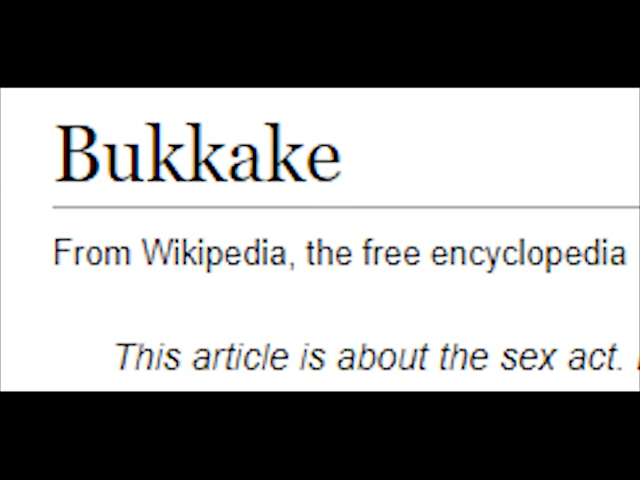 Bukkake
From Wikipedia, the free encyclopedia
This article is about the sex act.